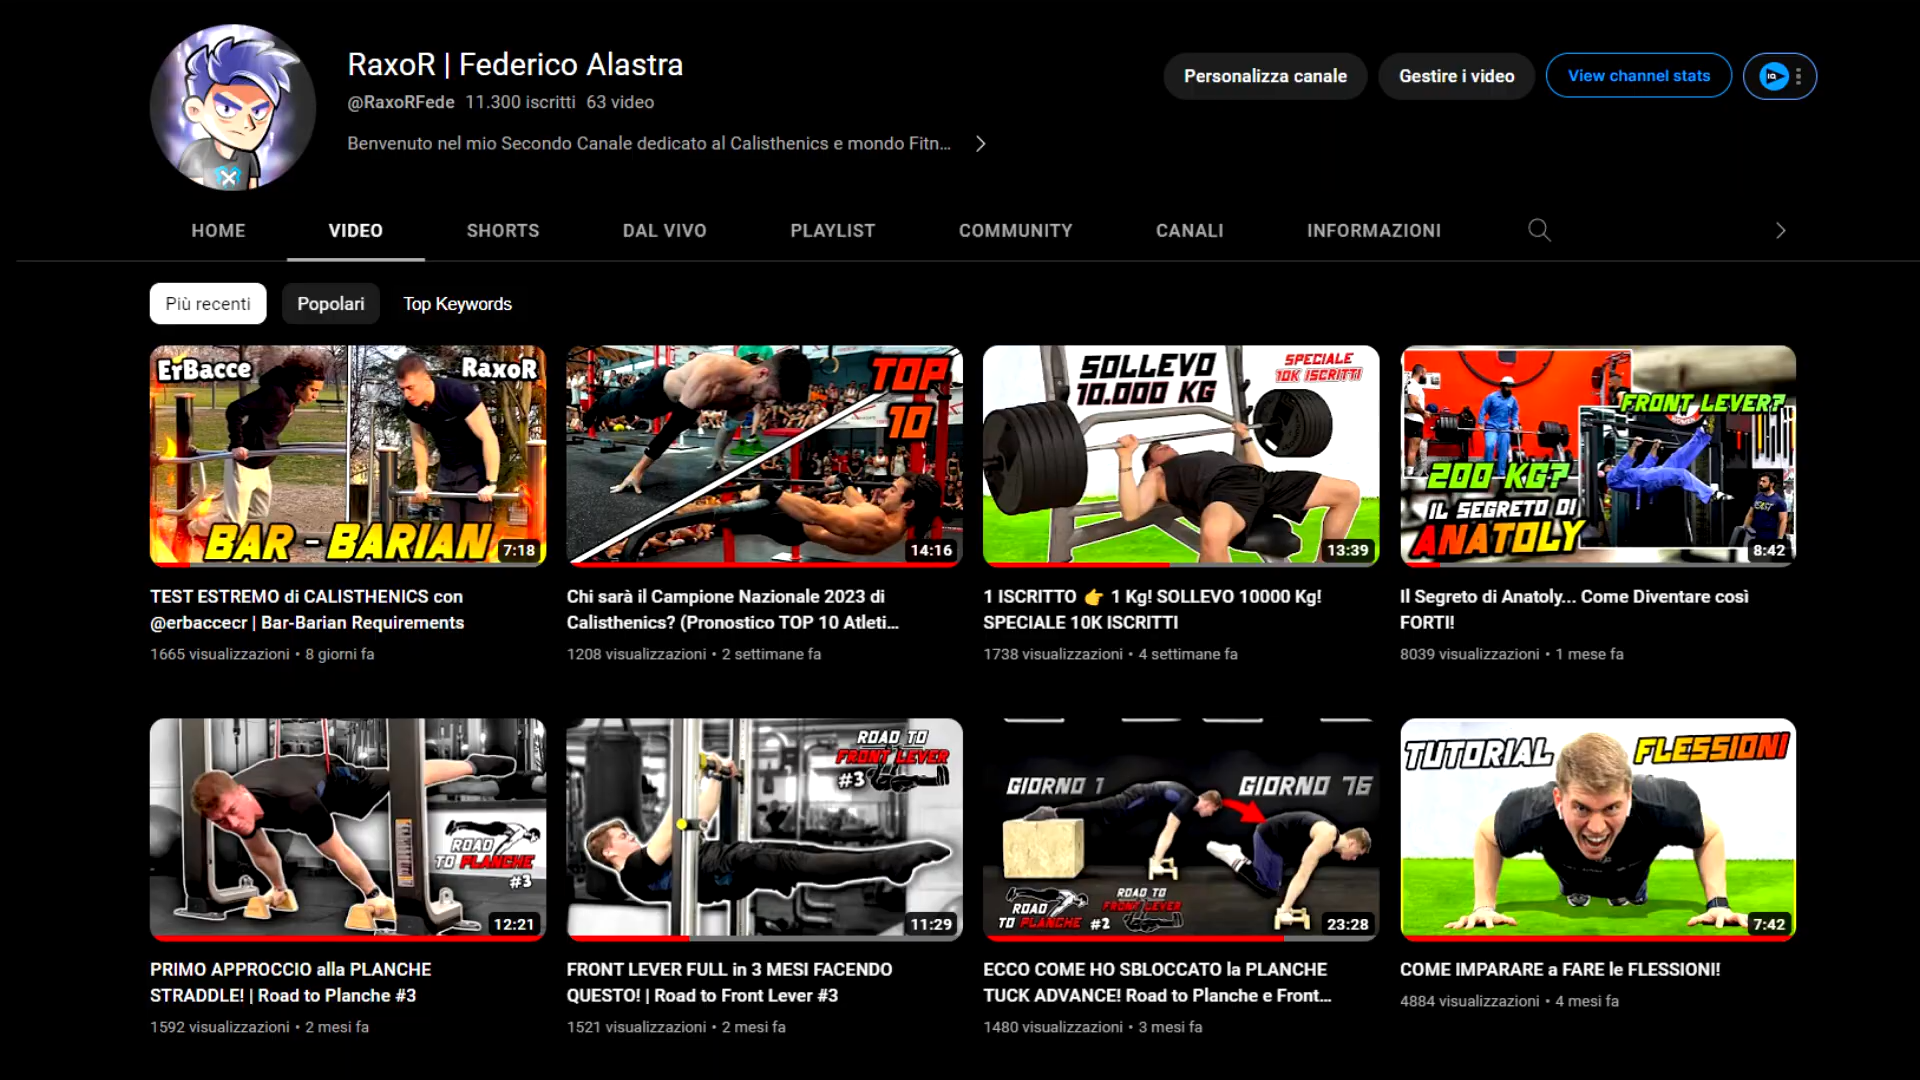 RaxoR | Federico Alastra
@RaxoRFede 11.300 iscritti 63 video
Benvenuto nel mio Secondo Canale dedicato al Calisthenics e mondo Fitn...
Personalizza canale
Gestire i video
View channel stats
IQ
HOME
VIDEO
SHORTS
DAL VIVO
PLAYLIST
COMMUNITY
CANALI
INFORMAZIONI
Più recenti
Popolari
Top Keywords
ErBacce
RaxoR
BAR - BARIAN
7:18
TOP
10
14:16
SOLLEVO
10.000 KG
SPECIALE
10K ISCRITTI
13:39
FRONT LEVER?
200 KG?
IL SEGRETO DI
ANATOLY
8:42
TEST ESTREMO di CALISTHENICS con
@erbaccecr | Bar-Barian Requirements
1665 visualizzazioni • 8 giorni fa
Chi sarà il Campione Nazionale 2023 di
Calisthenics? (Pronostico TOP 10 Atleti...
1208 visualizzazioni • 2 settimane fa
1 ISCRITTO 👉 1 Kg! SOLLEVO 10000 Kg!
SPECIALE 10K ISCRITTI
1738 visualizzazioni • 4 settimane fa
Il Segreto di Anatoly... Come Diventare così
FORTI!
8039 visualizzazioni • 1 mese fa
ROAD
TO PLANCHE
#3
12:21
ROAD TO
FRONT LEVER
#3
11:29
GIORNO 1
GIORNO 76
ROAD
TO PLANCHE #2
ROAD TO
FRONT LEVER
23:28
TUTORIAL
FLESSIONI
7:42
PRIMO APPROCCIO alla PLANCHE
STRADDLE! | Road to Planche #3
1592 visualizzazioni • 2 mesi fa
FRONT LEVER FULL in 3 MESI FACENDO
QUESTO! | Road to Front Lever #3
1521 visualizzazioni • 2 mesi fa
ECCO COME HO SBLOCCATO la PLANCHE
TUCK ADVANCE! Road to Planche e Front...
1480 visualizzazioni • 3 mesi fa
COME IMPARARE a FARE le FLESSIONI!
4884 visualizzazioni • 4 mesi fa